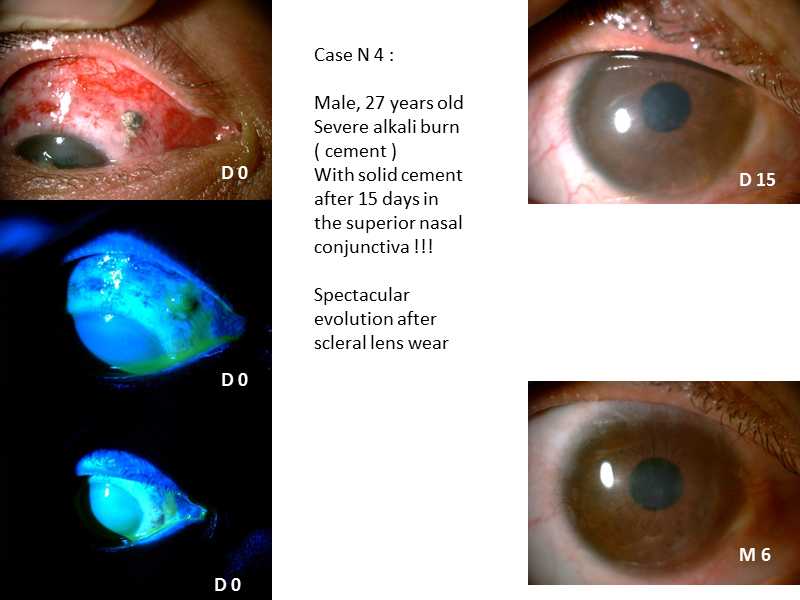 Case N 4 :
Male, 27 years old
Severe alkali burn
( cement )
With solid cement
after 15 days in
the superior nasal
conjunctiva !!!
Spectacular
evolution after
scleral lens wear
D 0
D 0
D 0
D 15
M 6